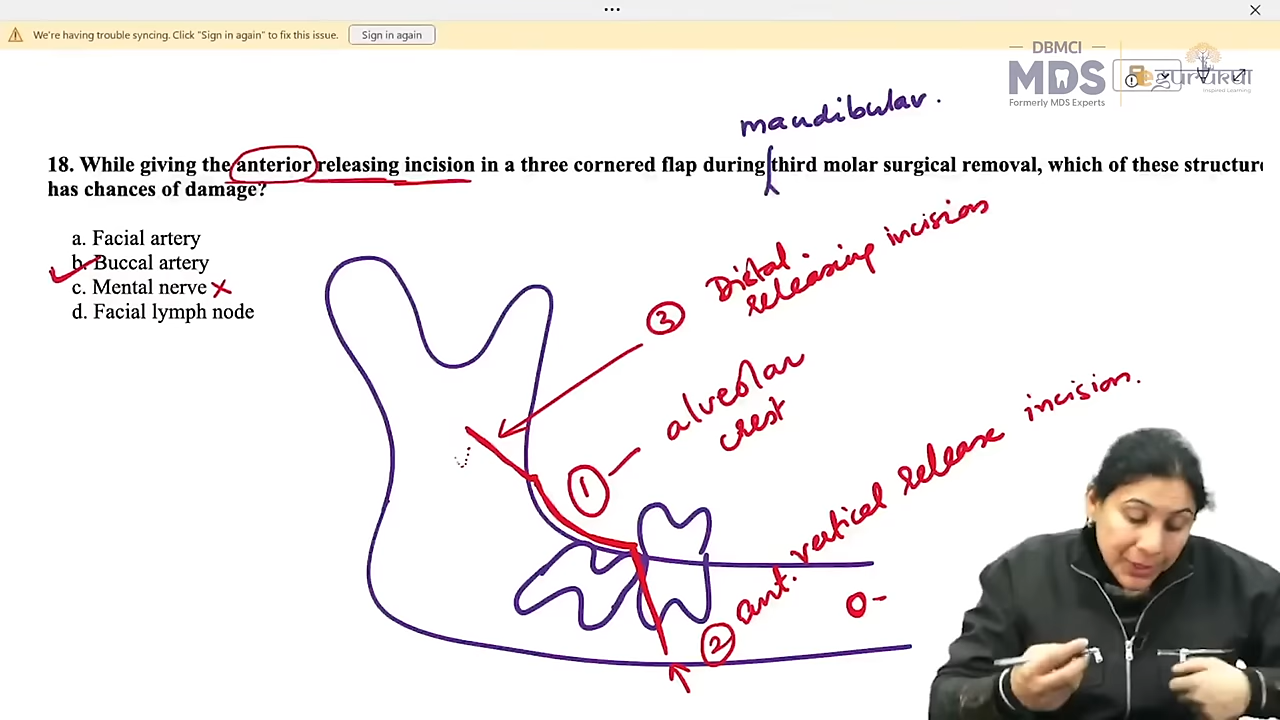 We're having trouble syncing. Click "Sign in again" to fix this issue. Sign in again
DBMCI
MDS
Formerly MDS Experts
egurukul
Inspired Learning
mandibular.
18. While giving the anterior releasing incision in a three cornered flap during third molar surgical removal, which of these structure
has chances of damage?
a. Facial artery
b. Buccal artery
c. Mental nerve
d. Facial lymph node
3 Distal.
releasing incision
1 alveolar
crest
2 ant. vertical release incision.